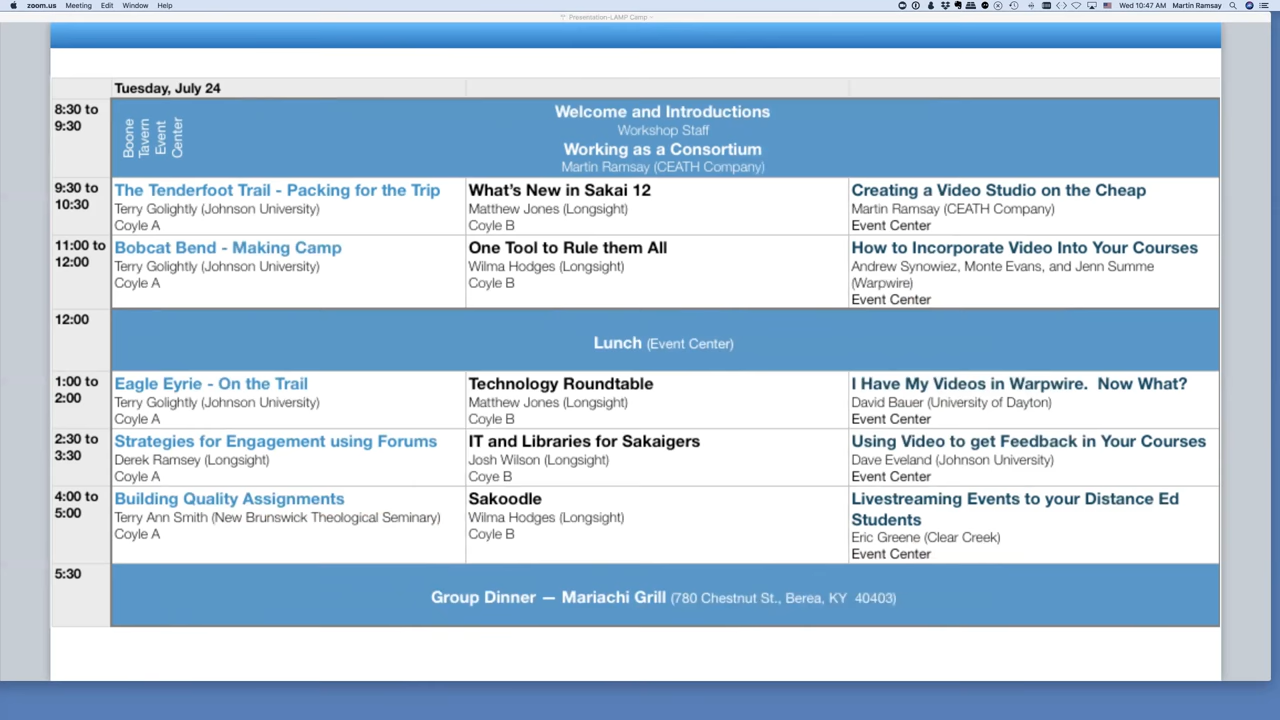 zoom.us Meeting Edit Window Help
Wed 10:47 AM Martin Ramsay
Presentation-LAMP Camp
Tuesday, July 24
8:30 to
9:30
Boone
Tavern
Event
Center
Welcome and Introductions
Workshop Staff
Working as a Consortium
Martin Ramsay (CEATH Company)
9:30 to
10:30
The Tenderfoot Trail - Packing for the Trip
Terry Golightly (Johnson University)
Coyle A
What's New in Sakai 12
Matthew Jones (Longsight)
Coyle B
Creating a Video Studio on the Cheap
Martin Ramsay (CEATH Company)
Event Center
11:00 to
12:00
Bobcat Bend - Making Camp
Terry Golightly (Johnson University)
Coyle A
One Tool to Rule them All
Wilma Hodges (Longsight)
Coyle B
How to Incorporate Video Into Your Courses
Andrew Synowiez, Monte Evans, and Jenn Summe
(Warpwire)
Event Center
12:00
Lunch (Event Center)
1:00 to
2:00
Eagle Eyrie - On the Trail
Terry Golightly (Johnson University)
Coyle A
Technology Roundtable
Matthew Jones (Longsight)
Coyle B
I Have My Videos in Warpwire. Now What?
David Bauer (University of Dayton)
Event Center
2:30 to
3:30
Strategies for Engagement using Forums
Derek Ramsey (Longsight)
Coyle A
IT and Libraries for Sakaigers
Josh Wilson (Longsight)
Coye B
Using Video to get Feedback in Your Courses
Dave Eveland (Johnson University)
Event Center
4:00 to
5:00
Building Quality Assignments
Terry Ann Smith (New Brunswick Theological Seminary)
Coyle A
Sakoodle
Wilma Hodges (Longsight)
Coyle B
Livestreaming Events to your Distance Ed
Students
Eric Greene (Clear Creek)
Event Center
5:30
Group Dinner — Mariachi Grill (780 Chestnut St., Berea, KY 40403)